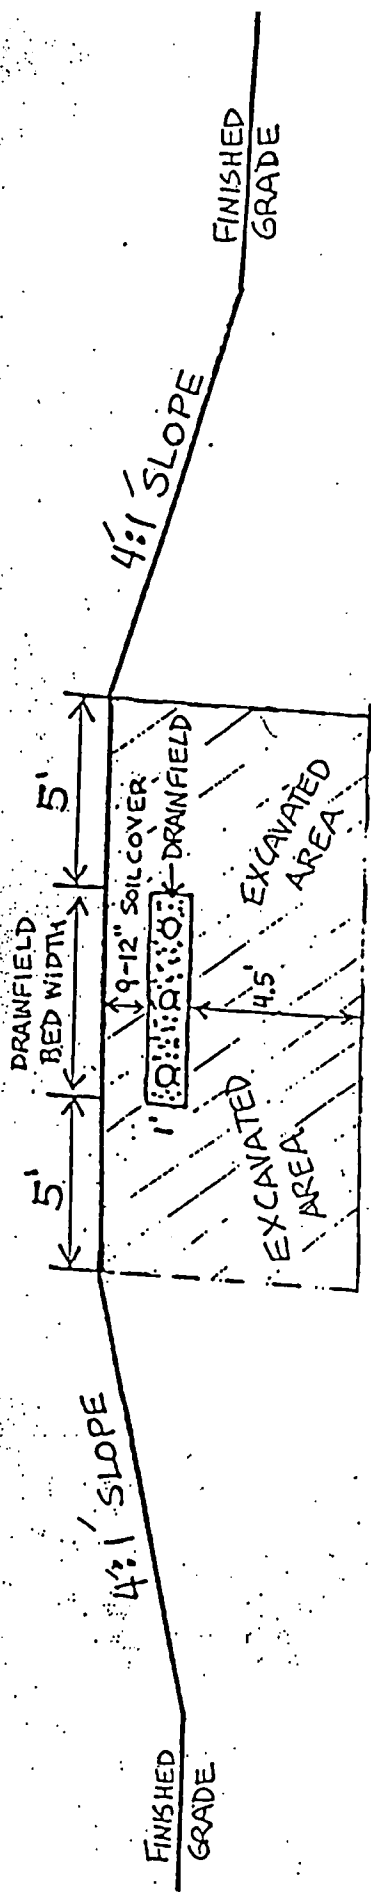 FINISHED
GRADE
4':1' SLOPE
5'
DRAINFIELD
BED WIDTH
5'
9-12" SOIL COVER
1'
DRAINFIELD
4.5'
EXCAVATED
AREA
EXCAVATED
AREA
4':1' SLOPE
FINISHED
GRADE